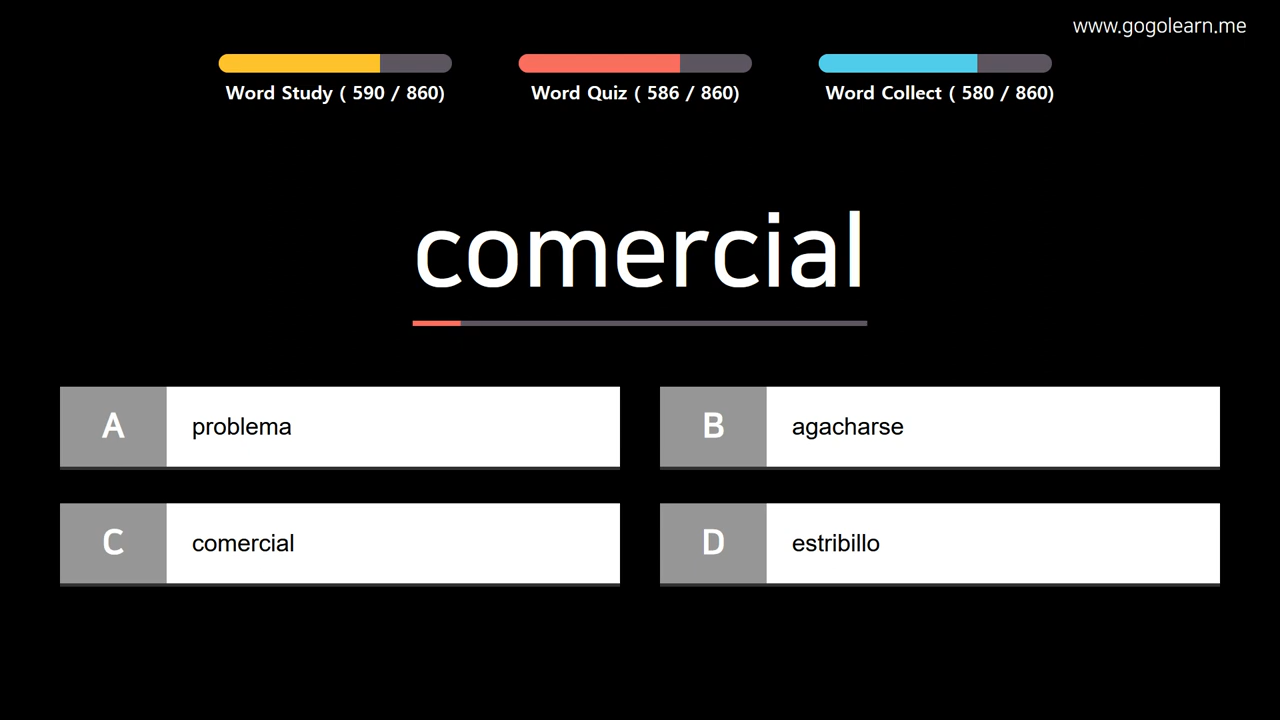 www.gogolearn.me
Word Study ( 590 / 860)
Word Quiz ( 586 / 860)
Word Collect ( 580 / 860)
comercial
A problema
B agacharse
C comercial
D estribillo